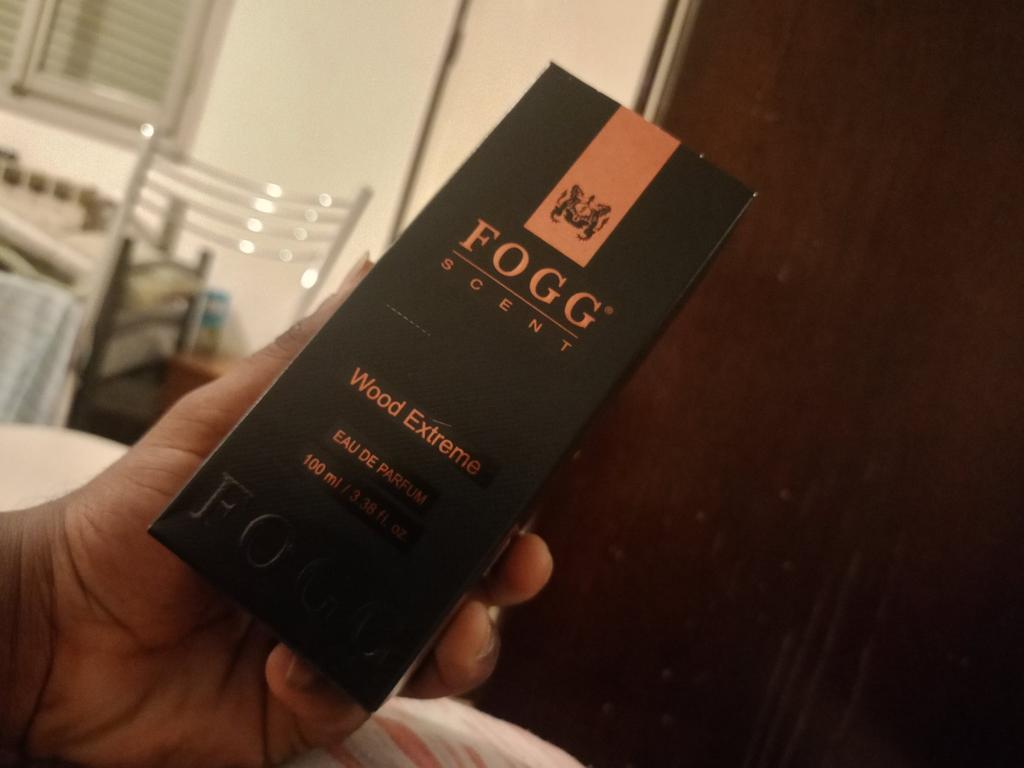 FOGG®
SCENT
Wood Extreme
EAU DE PARFUM
100 ml / 3.38 fl. oz.
FOGG